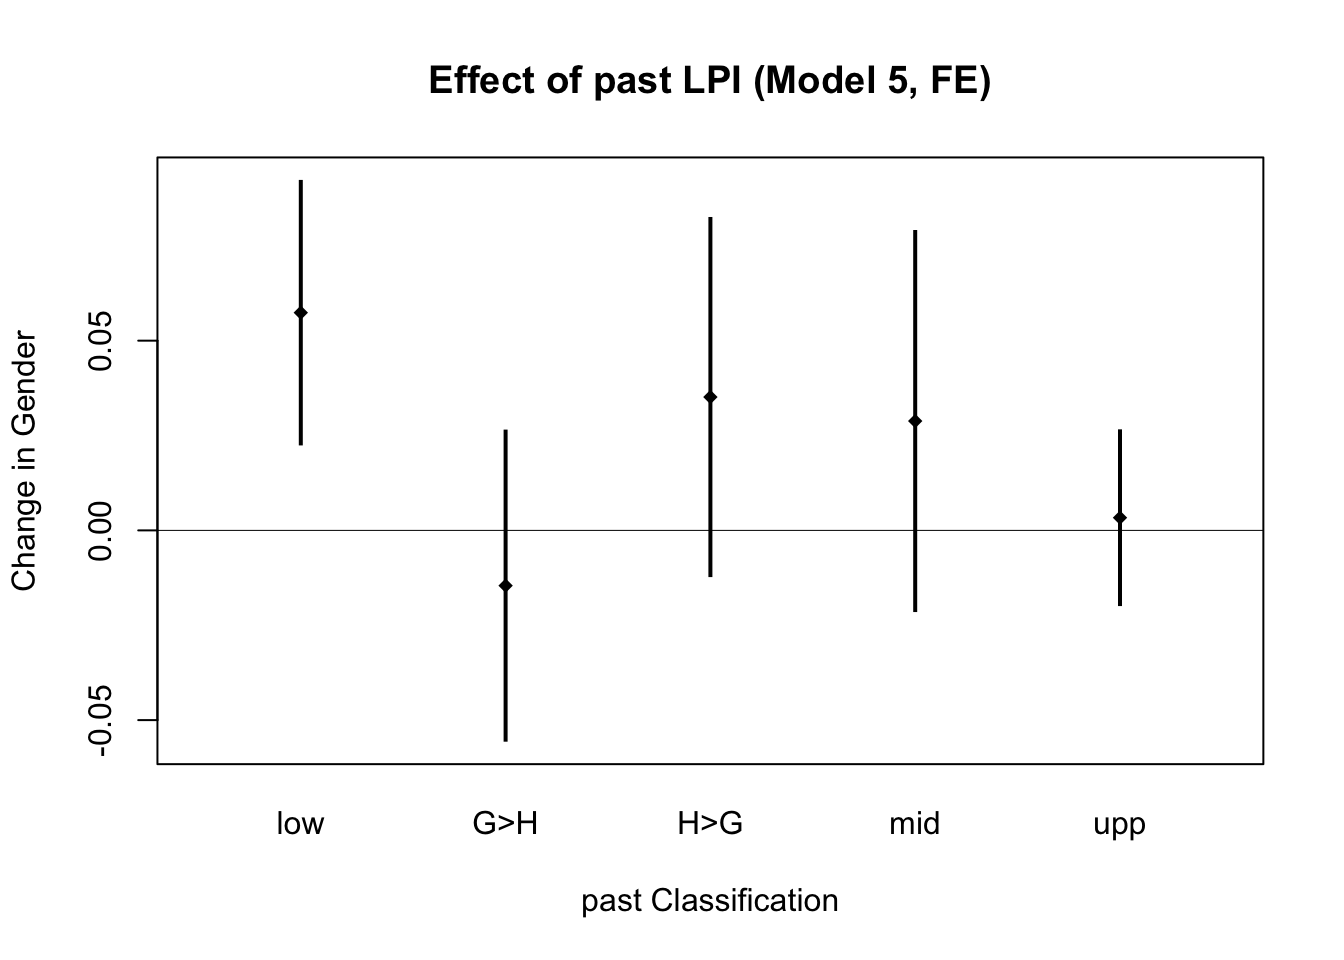 Effect of past LPI (Model 5, FE)
Change in Gender
0.05
0.00
-0.05
low G>H H>G mid upp
past Classification